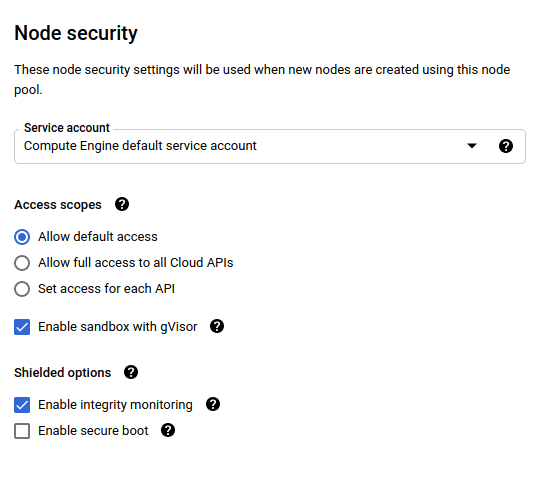 Node security
These node security settings will be used when new nodes are created using this node
pool.
Service account
Compute Engine default service account
?
Access scopes ?
Allow default access
Allow full access to all Cloud APIs
Set access for each API
Enable sandbox with gVisor ?
Shielded options ?
Enable integrity monitoring ?
Enable secure boot ?